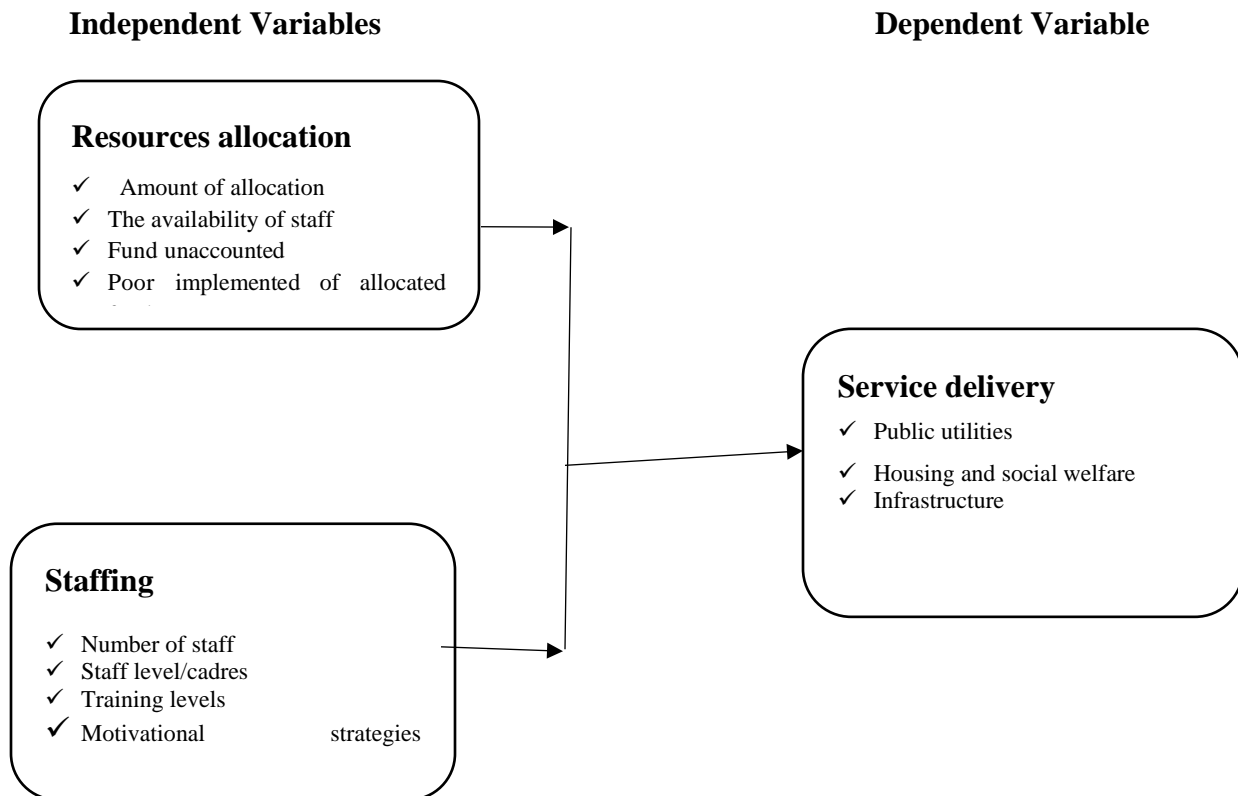 Independent Variables
Dependent Variable
Resources allocation
✓ Amount of allocation
✓ The availability of staff
✓ Fund unaccounted
✓ Poor implemented of allocated
Service delivery
✓ Public utilities
✓ Housing and social welfare
✓ Infrastructure
Staffing
✓ Number of staff
✓ Staff level/cadres
✓ Training levels
✓ Motivational strategies